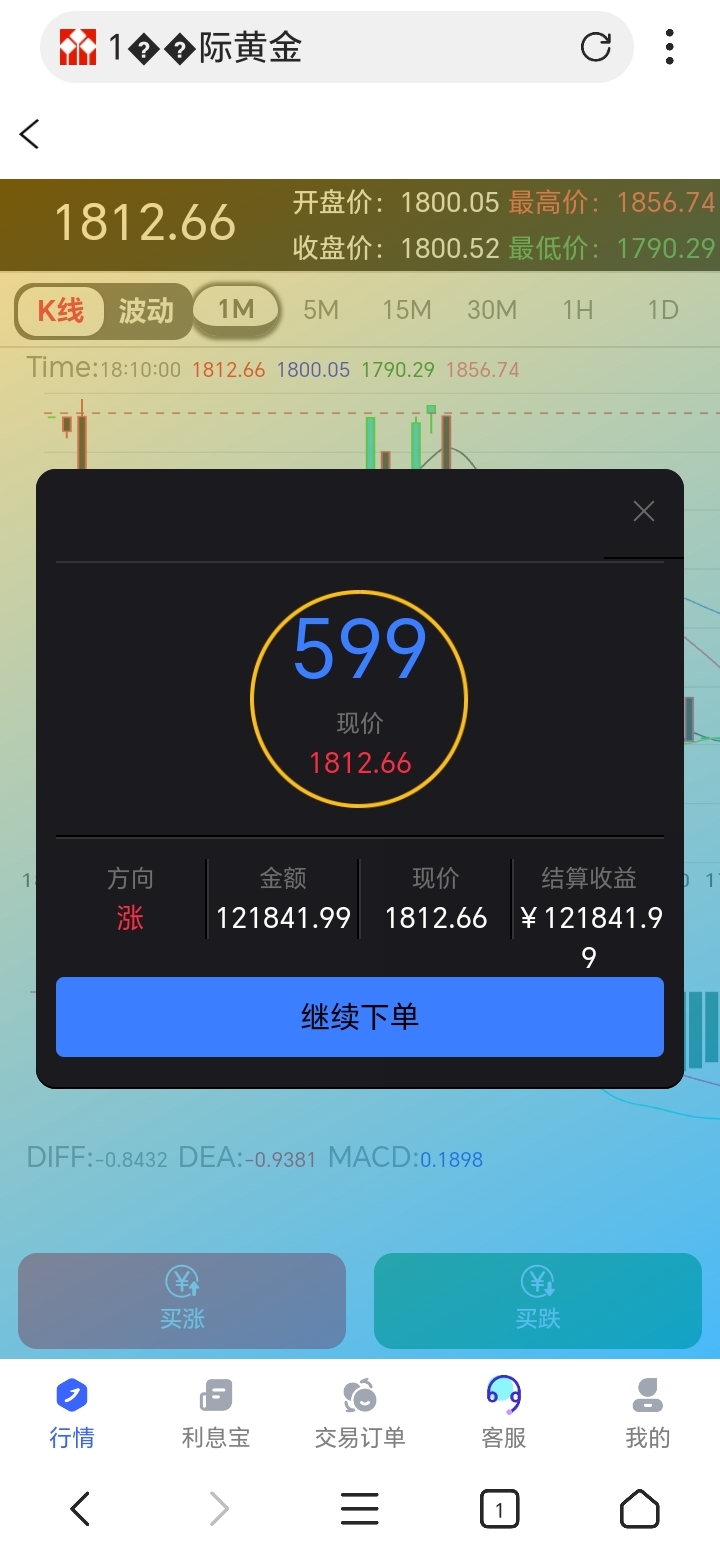 1��际黄金
1812.66
开盘价：1800.05 最高价：1856.74
收盘价：1800.52 最低价：1790.29
K线 波动 1M 5M 15M 30M 1H 1D
Time:18:10:00 1812.66 1800.05 1790.29 1856.74
599
现价
1812.66
方向 金额 现价 结算收益
涨 121841.99 1812.66 ¥121841.9
9
继续下单
DIFF:-0.8432 DEA:-0.9381 MACD:0.1898
买涨 买跌
行情 利息宝 交易订单 客服 我的
1